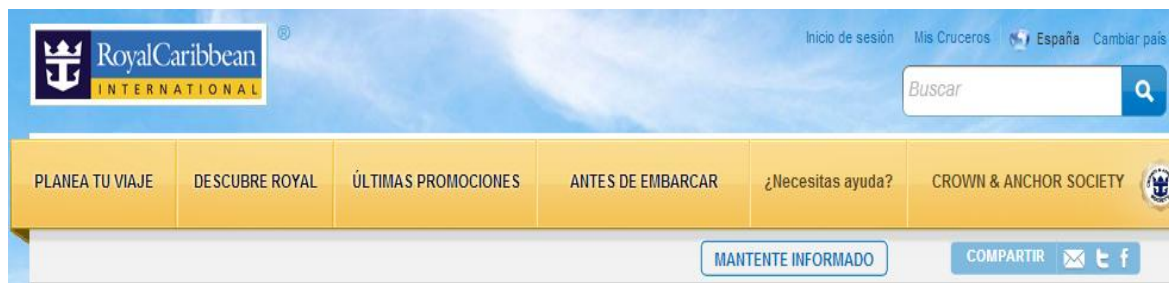 RoyalCaribbean
INTERNATIONAL
®
Inicio de sesión Mis Cruceros España Cambiar país
Buscar
PLANEA TU VIAJE DESCUBRE ROYAL ÚLTIMAS PROMOCIONES ANTES DE EMBARCAR ¿Necesitas ayuda? CROWN & ANCHOR SOCIETY
MANTENTE INFORMADO COMPARTIR